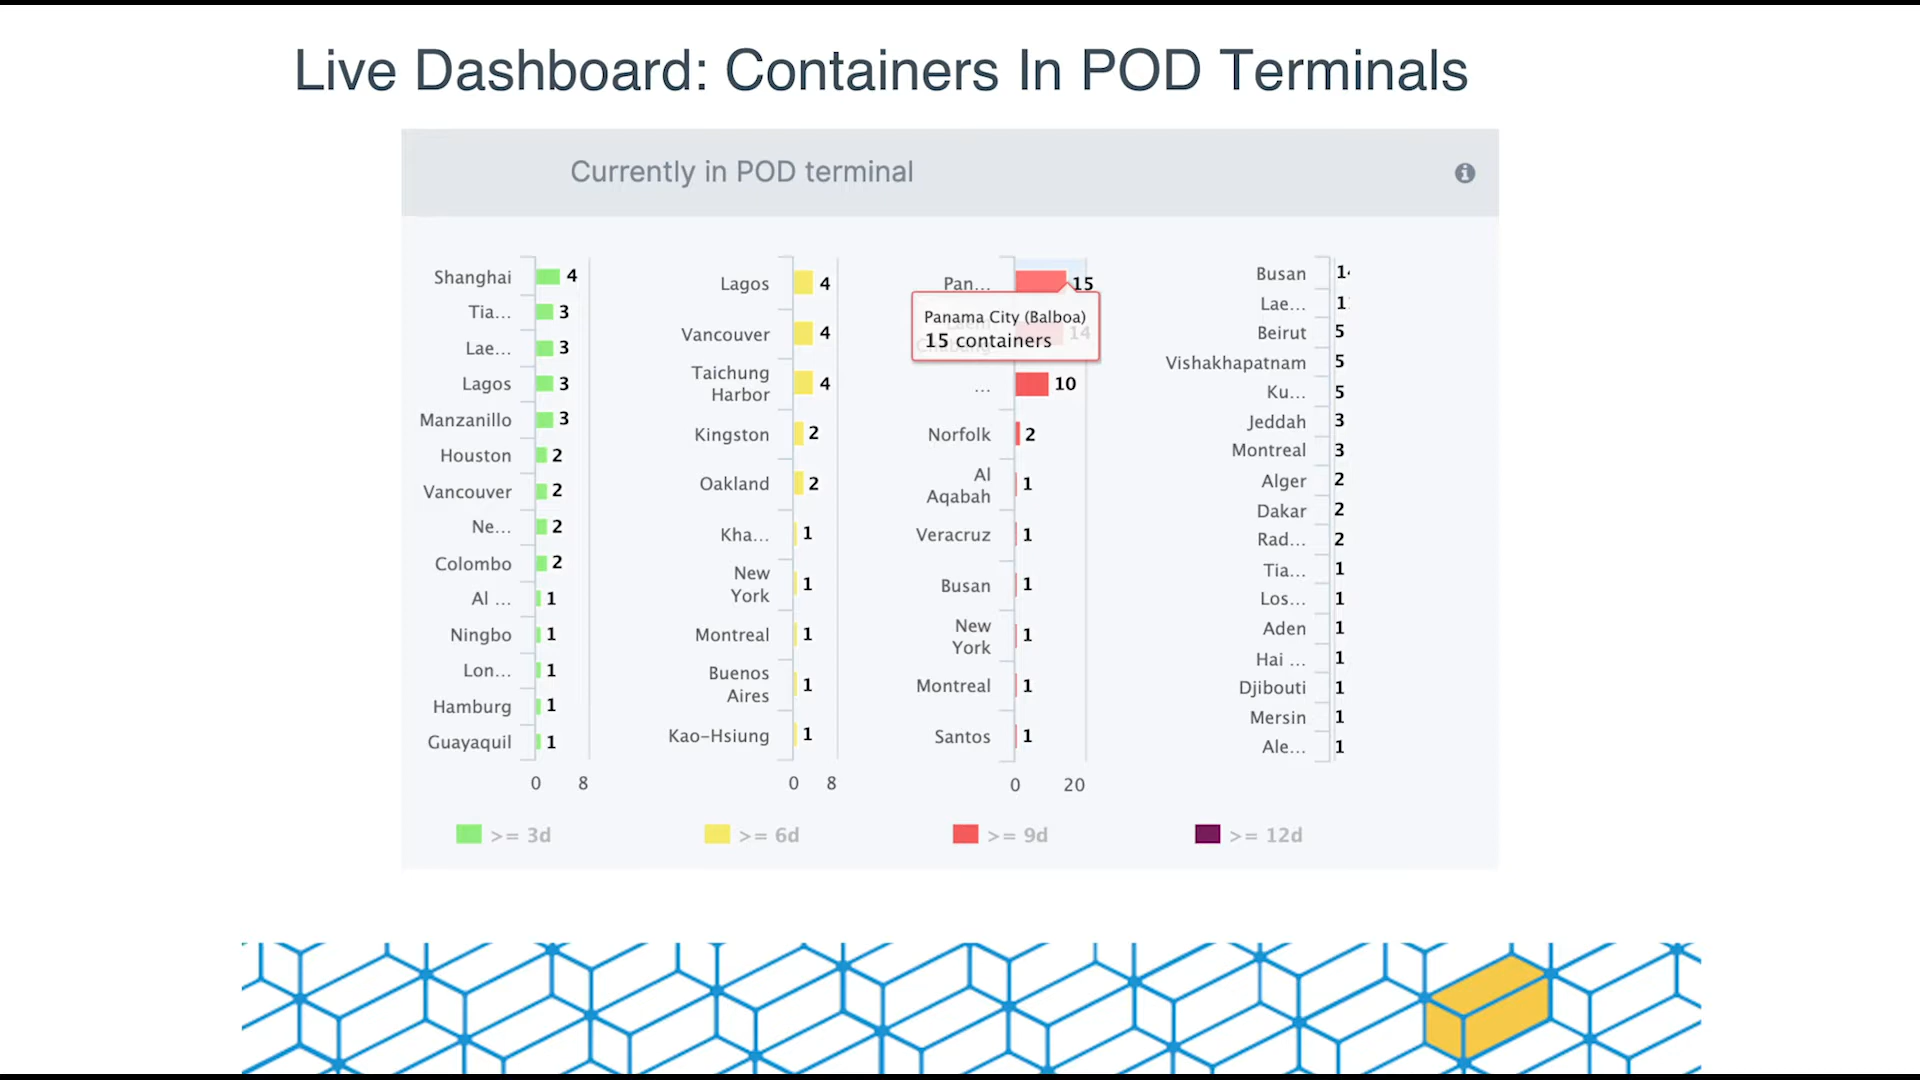 Live Dashboard: Containers In POD Terminals
Currently in POD terminal
Shanghai 4
Tia... 3
Lae... 3
Lagos 3
Manzanillo 3
Houston 2
Vancouver 2
Ne... 2
Colombo 2
Al ... 1
Ningbo 1
Lon... 1
Hamburg 1
Guayaquil 1
0 8
>= 3d
Lagos 4
Vancouver 4
Taichung
Harbor 4
Kingston 2
Oakland 2
Kha... 1
New
York 1
Montreal 1
Buenos
Aires 1
Kao-Hsiung 1
0 8
>= 6d
Pan... 15
Panama City (Balboa)
15 containers
14
... 10
Norfolk 2
Al
Aqabah 1
Veracruz 1
Busan 1
New
York 1
Montreal 1
Santos 1
0 20
>= 9d
Busan
Lae...
Beirut 5
Vishakhapatnam 5
Ku... 5
Jeddah 3
Montreal 3
Alger 2
Dakar 2
Rad... 2
Tia... 1
Los... 1
Aden 1
Hai ... 1
Djibouti 1
Mersin 1
Ale... 1
>= 12d